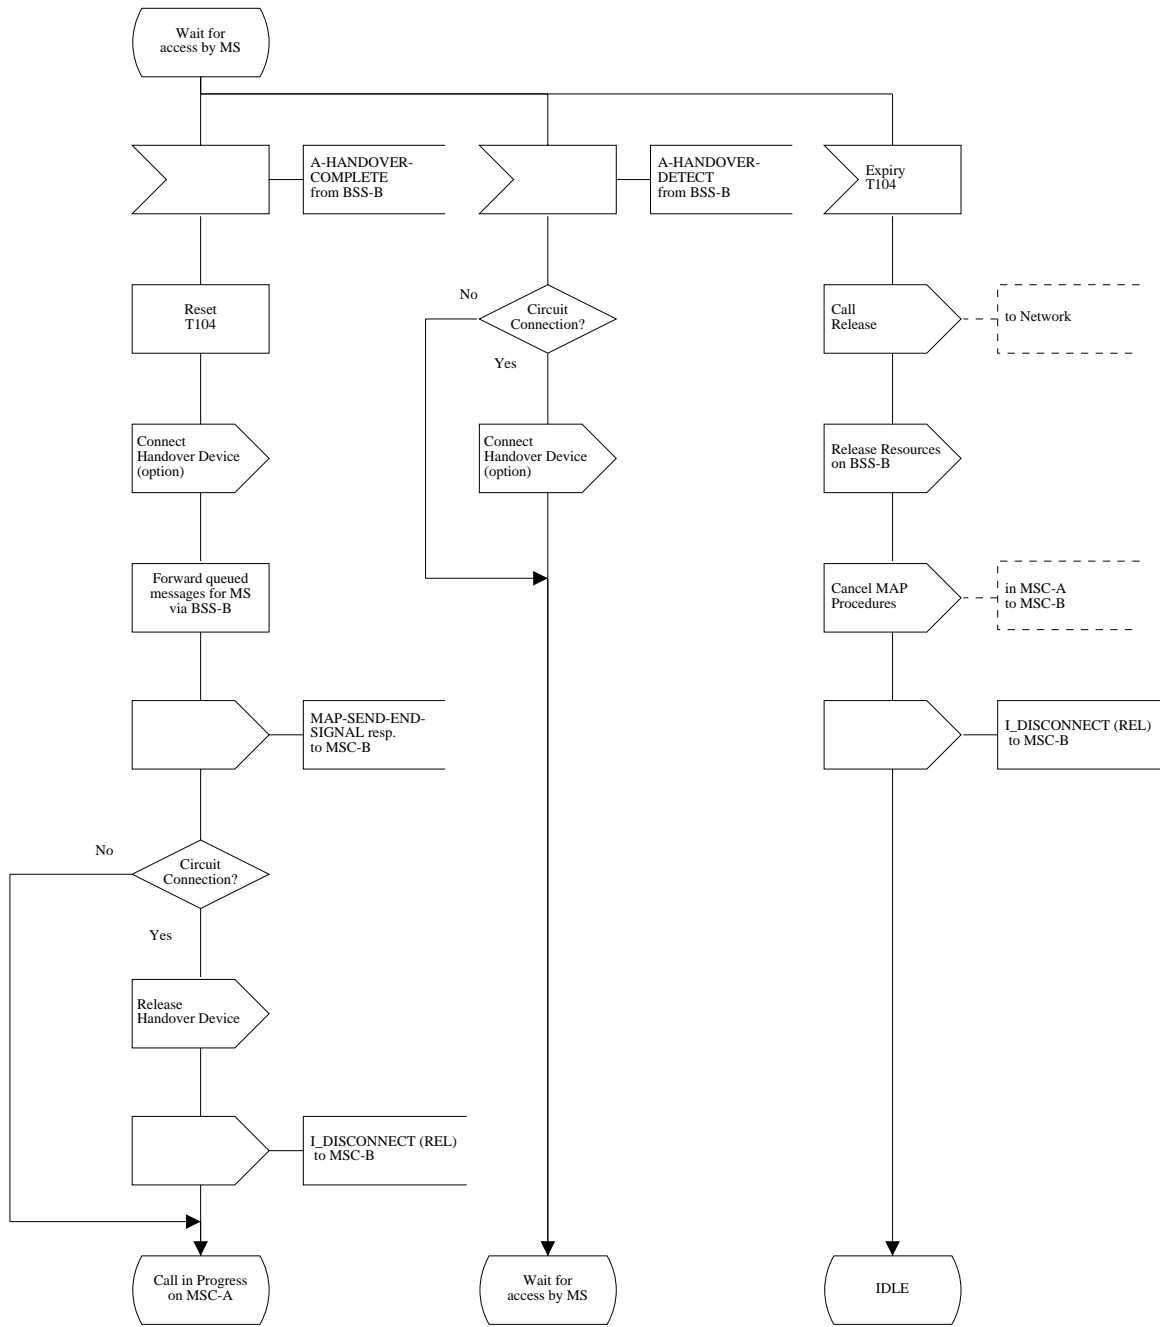 Wait for
access by MS
A-HANDOVER-
COMPLETE
from BSS-B
A-HANDOVER-
DETECT
from BSS-B
Expiry
T104
Reset
T104
No
Circuit
Connection?
Yes
Call
Release
to Network
Connect
Handover Device
(option)
Connect
Handover Device
(option)
Release Resources
on BSS-B
Forward queued
messages for MS
via BSS-B
Cancel MAP
Procedures
in MSC-A
to MSC-B
MAP-SEND-END-
SIGNAL resp.
to MSC-B
I_DISCONNECT (REL)
to MSC-B
No
Circuit
Connection?
Yes
Release
Handover Device
I_DISCONNECT (REL)
to MSC-B
Call in Progress
on MSC-A
Wait for
access by MS
IDLE